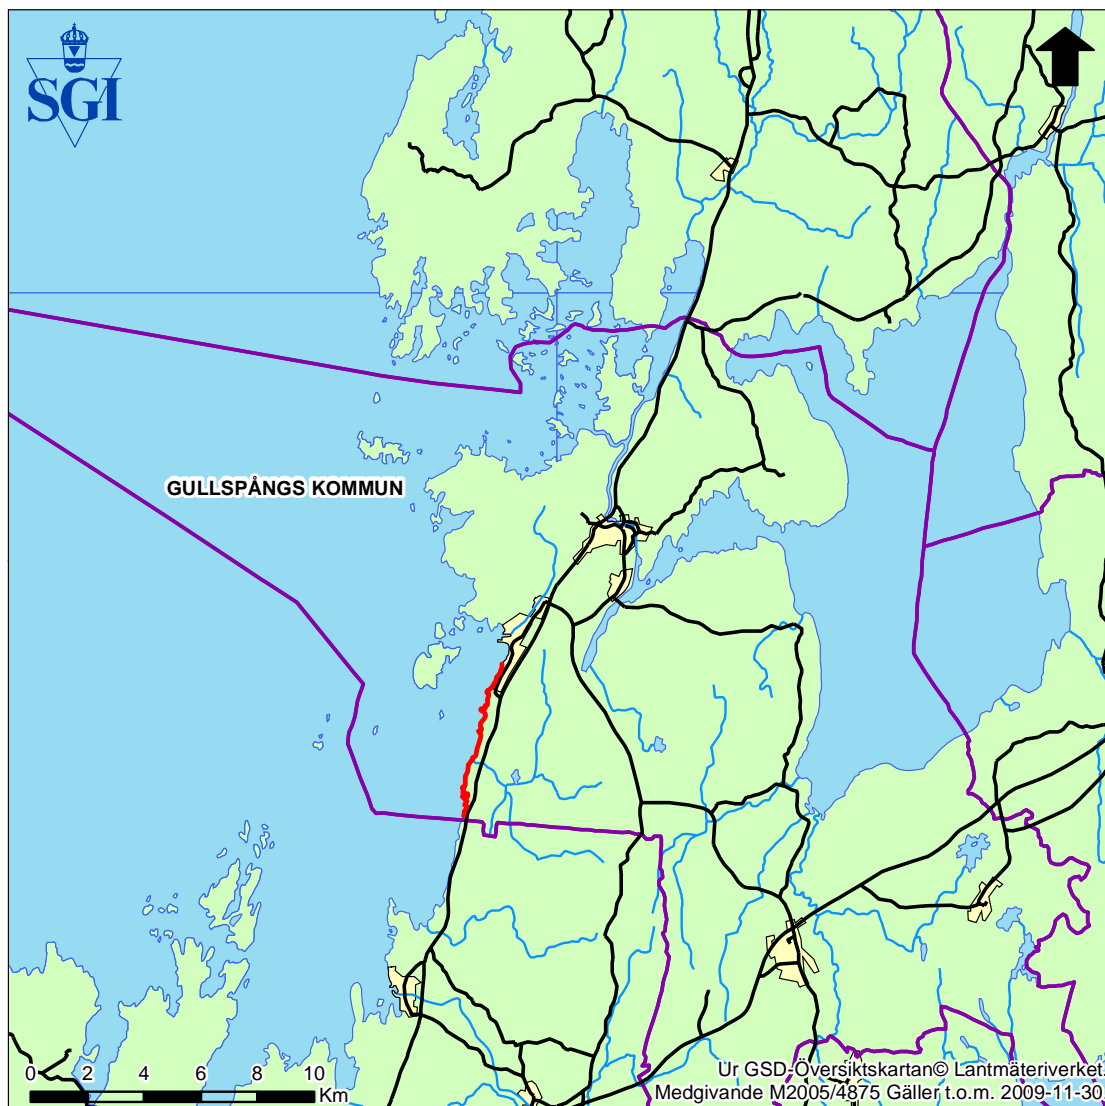 SGI
GULLSPÅNGS KOMMUN
0 2 4 6 8 10
Km
Ur GSD-Översiktskartan© Lantmäteriverket.
Medgivande M2005/4875 Gäller t.o.m. 2009-11-30.